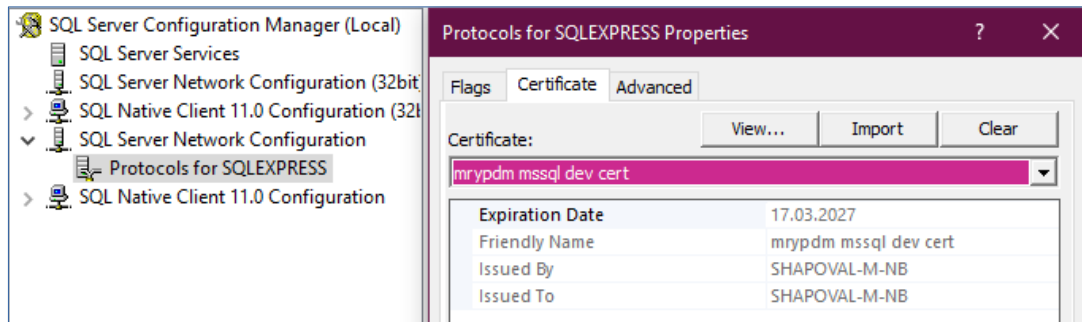 SQL Server Configuration Manager (Local)
SQL Server Services
SQL Server Network Configuration (32bit
SQL Native Client 11.0 Configuration (32b
SQL Server Network Configuration
Protocols for SQLEXPRESS
SQL Native Client 11.0 Configuration
Protocols for SQLEXPRESS Properties
? ×
Flags Certificate Advanced
Certificate: View... Import Clear
mrypdm mssql dev cert
Expiration Date 17.03.2027
Friendly Name mrypdm mssql dev cert
Issued By SHAPOVAL-M-NB
Issued To SHAPOVAL-M-NB